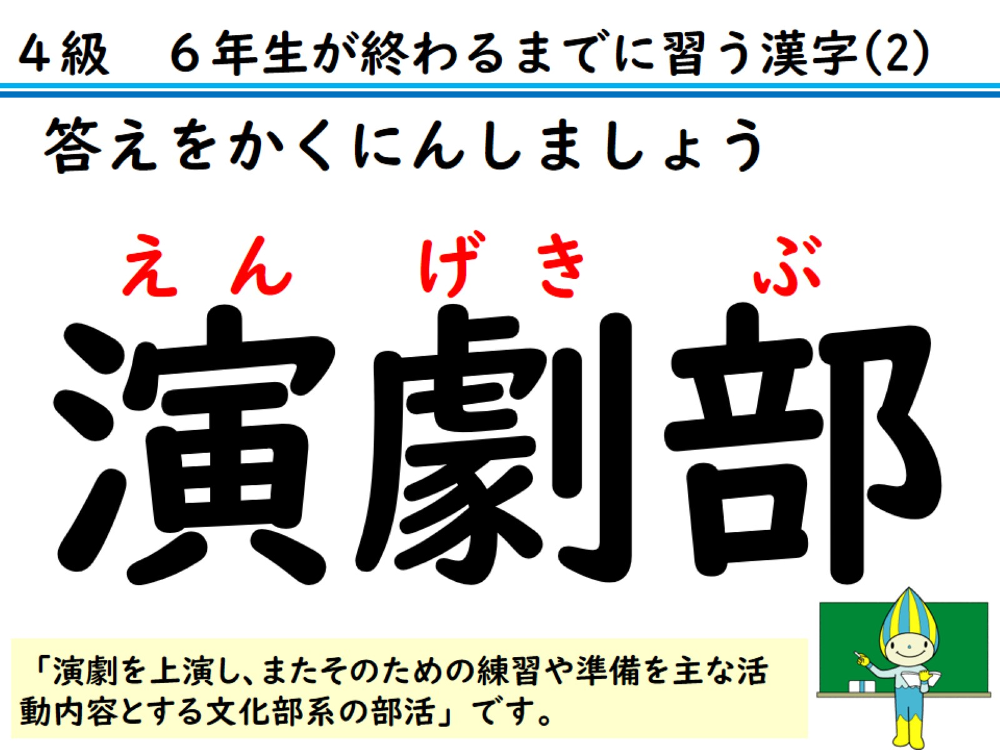 ４級　６年生が終わるまでに習う漢字(2)
答えをかくにんしましょう
えん　げき　ぶ
演劇部
「演劇を上演し、またそのための練習や準備を主な活
動内容とする文化部系の部活」です。